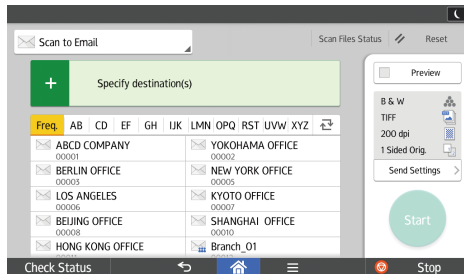 Scan to Email
Scan Files Status
Reset
+ Specify destination(s)
Preview
B & W
TIFF
200 dpi
1 Sided Orig.
Send Settings
Start
Freq. AB CD EF GH IJK LMN OPQ RST UVW XYZ
ABCD COMPANY
00001
YOKOHAMA OFFICE
00002
BERLIN OFFICE
00003
NEW YORK OFFICE
00005
LOS ANGELES
00006
KYOTO OFFICE
00007
BEIJING OFFICE
00008
SHANGHAI OFFICE
00010
HONG KONG OFFICE
Branch_01
Check Status
Stop